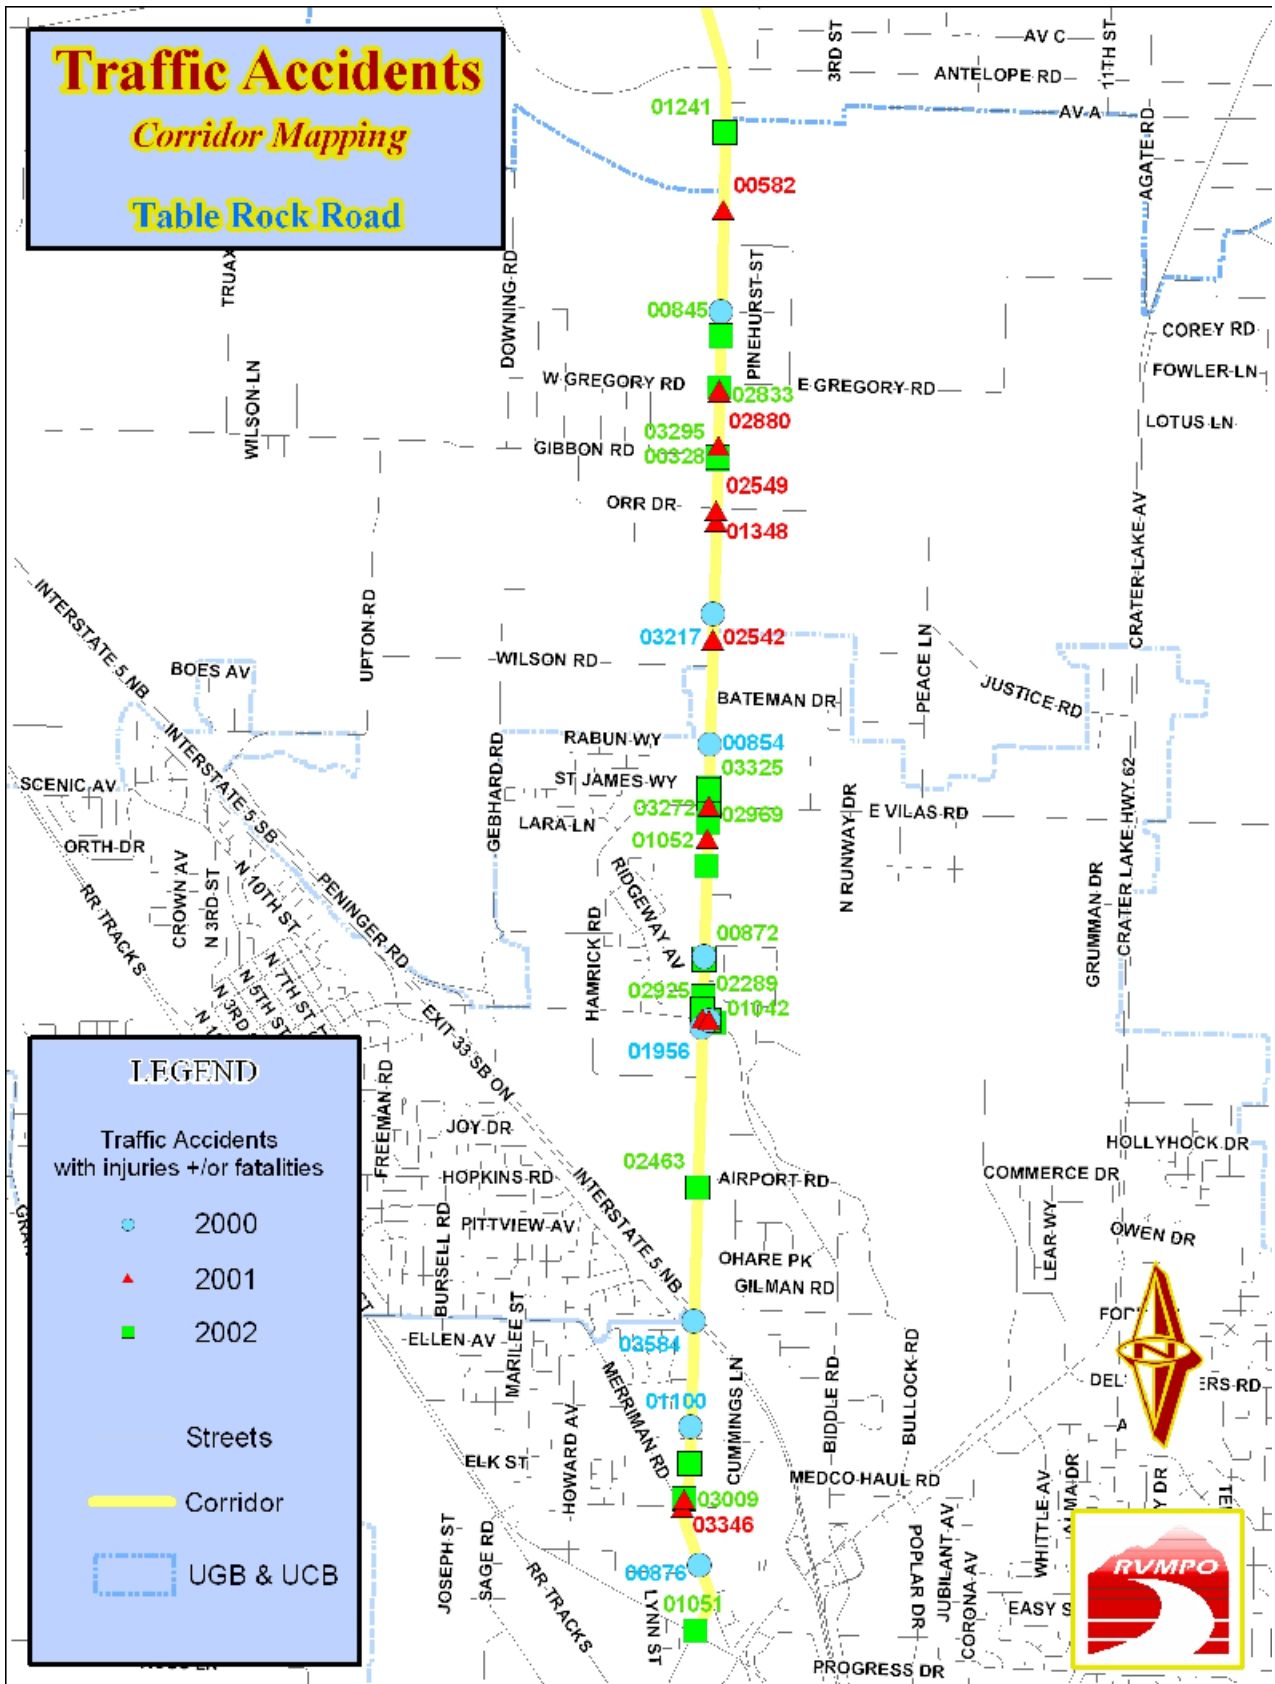 Traffic Accidents
Corridor Mapping
Table Rock Road
3RD ST
AV C
11TH ST
ANTELOPE RD
01241
AV A
AGATE RD
00582
TRUAX
DOWNING RD
PINEHURST ST
00845
COREY RD
WILSON LN
W GREGORY RD
E GREGORY RD
FOWLER LN
02833
02880
LOTUS LN
03295
GIBBON RD
00328
02549
ORR DR
01348
CRATER LAKE AV
INTERSTATE 5 NB
UPTON RD
03217
02542
PEACE LN
WILSON RD
BOES AV
BATEMAN DR
JUSTICE RD
INTERSTATE 5 SB
GEBHARD RD
RABUN WY
00854
03325
ST JAMES WY
SCENIC AV
03272
02969
N RUNWAY DR
E VILAS RD
CRATER LAKE HWY 62
LARA LN
01052
ORTH DR
CROWN AV
N 3RD ST
N 10TH ST
PENINGER RD
RIDGEWAY AV
RR TRACKS
GRUMMAN DR
HAMRICK RD
00872
N 7TH ST
N 5TH ST
N 3RD
02925
02289
01042
EXIT 33 SB ON
01956
LEGEND
Traffic Accidents
with injuries +/or fatalities
2000
2001
2002
Streets
Corridor
UGB & UCB
FREEMAN RD
JOY DR
HOLLYHOCK DR
02463
HOPKINS RD
INTERSTATE 5 NB
AIRPORT RD
COMMERCE DR
BURSELL RD
PITTVIEW AV
LEAR WY
OWEN DR
OHARE PK
GILMAN RD
MARILEE ST
ELLEN AV
03584
N
BULLOCK RD
BIDDLE RD
MERRIMAN RD
CUMMINGS LN
ERS RD
01100
HOWARD AV
ELK ST
MEDCO HAUL RD
WHITTLE AV
03009
03346
JOSEPH ST
SAGE RD
RR TRACKS
00876
LYNN ST
01051
POPLAR DR
JUBILANT AV
CORONA AV
EASY S
PROGRESS DR
RVMPO